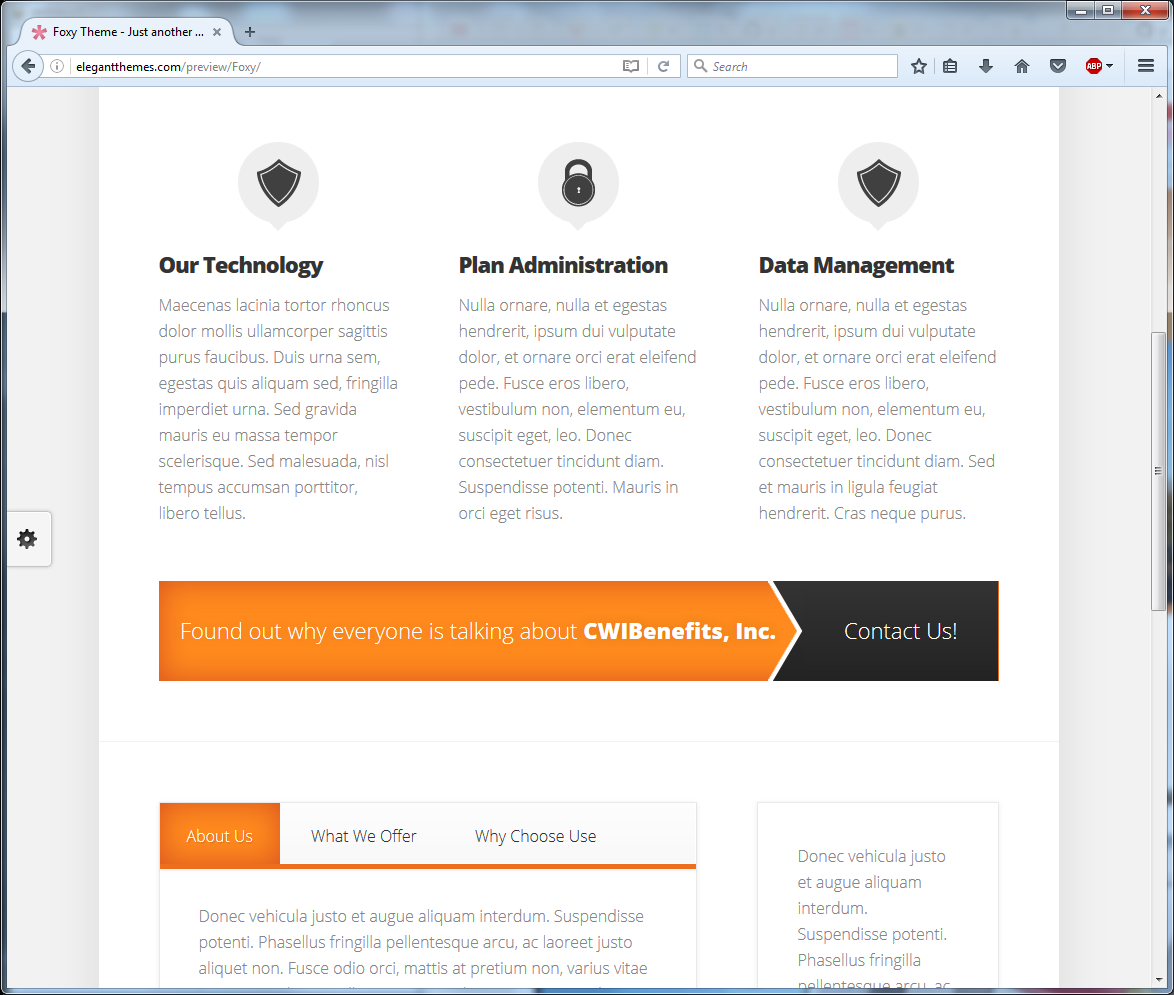 Foxy Theme - Just another ...
elegantthemes.com/preview/Foxy/
Search
ABP
Our Technology
Maecenas lacinia tortor rhoncus
dolor mollis ullamcorper sagittis
purus faucibus. Duis urna sem,
egestas quis aliquam sed, fringilla
imperdiet urna. Sed gravida
mauris eu massa tempor
scelerisque. Sed malesuada, nisl
tempus accumsan porttitor,
libero tellus.
Plan Administration
Nulla ornare, nulla et egestas
hendrerit, ipsum dui vulputate
dolor, et ornare orci erat eleifend
pede. Fusce eros libero,
vestibulum non, elementum eu,
suscipit eget, leo. Donec
consectetuer tincidunt diam.
Suspendisse potenti. Mauris in
orci eget risus.
Data Management
Nulla ornare, nulla et egestas
hendrerit, ipsum dui vulputate
dolor, et ornare orci erat eleifend
pede. Fusce eros libero,
vestibulum non, elementum eu,
suscipit eget, leo. Donec
consectetuer tincidunt diam. Sed
et mauris in ligula feugiat
hendrerit. Cras neque purus.
Found out why everyone is talking about CWIBenefits, Inc.
Contact Us!
About Us
What We Offer
Why Choose Use
Donec vehicula justo et augue aliquam interdum. Suspendisse
potenti. Phasellus fringilla pellentesque arcu, ac laoreet justo
aliquet non. Fusce odio orci, mattis at pretium non, varius vitae
Donec vehicula justo
et augue aliquam
interdum.
Suspendisse potenti.
Phasellus fringilla
pellentesque arcu, ac